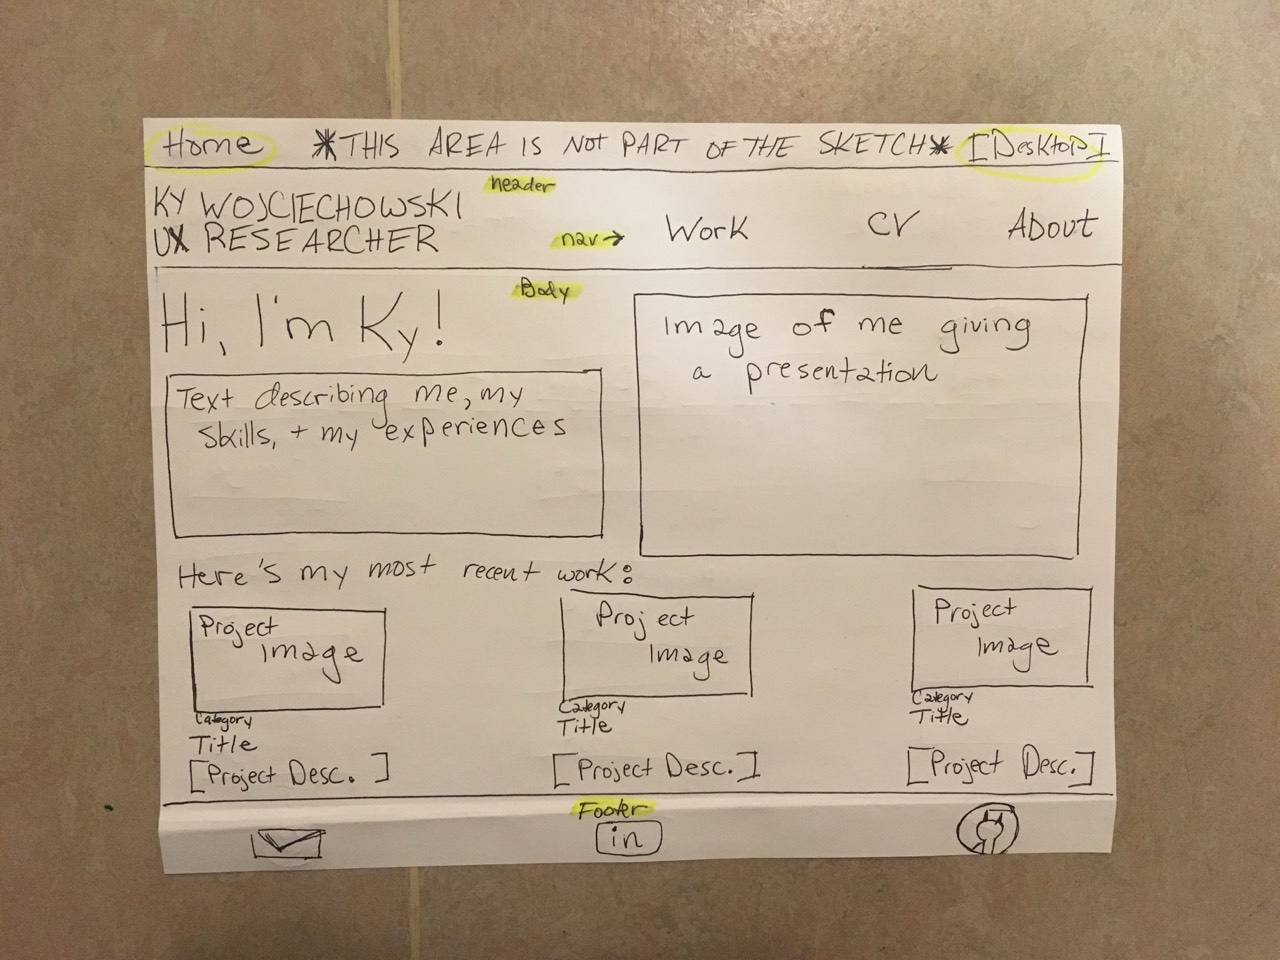 Home *THIS AREA IS NOT PART OF THE SKETCH* [Desktop]
header
KY WOJCIECHOWSKI
UX RESEARCHER
nav→ Work CV About
Body
Hi, I'm Ky!
Text describing me, my
skills, + my experiences
Image of me giving
a presentation
Here's my most recent work:
Project
Image
Category
Title
[Project Desc. ]
Project
Image
Category
Title
[Project Desc.]
Project
Image
Category
Title
[Project Desc.]
Footer
in